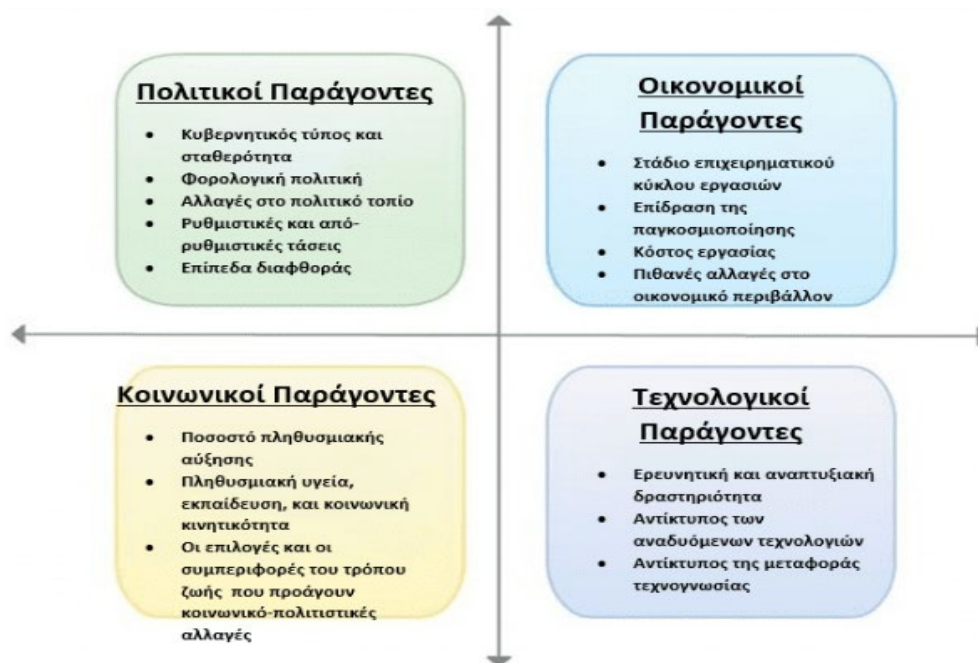 Πολιτικοί Παράγοντες
• Κυβερνητικός τύπος και
σταθερότητα
• Φορολογική πολιτική
• Αλλαγές στο πολιτικό τοπίο
• Ρυθμιστικές και από-
ρυθμιστικές τάσεις
• Επίπεδα διαφθοράς
Οικονομικοί
Παράγοντες
• Στάδιο επιχειρηματικού
κύκλου εργασιών
• Επίδραση της
παγκοσμιοποίησης
• Κόστος εργασίας
• Πιθανές αλλαγές στο
οικονομικό περιβάλλον
Κοινωνικοί Παράγοντες
• Ποσοστό πληθυσμιακής
αύξησης
• Πληθυσμιακή υγεία,
εκπαίδευση, και κοινωνική
κινητικότητα
• Οι επιλογές και οι
συμπεριφορές του τρόπου
ζωής που προάγουν
κοινωνικό-πολιτιστικές
αλλαγές
Τεχνολογικοί
Παράγοντες
• Ερευνητική και αναπτυξιακή
δραστηριότητα
• Αντίκτυπος των
αναδυόμενων τεχνολογιών
• Αντίκτυπος της μεταφοράς
τεχνογνωσίας